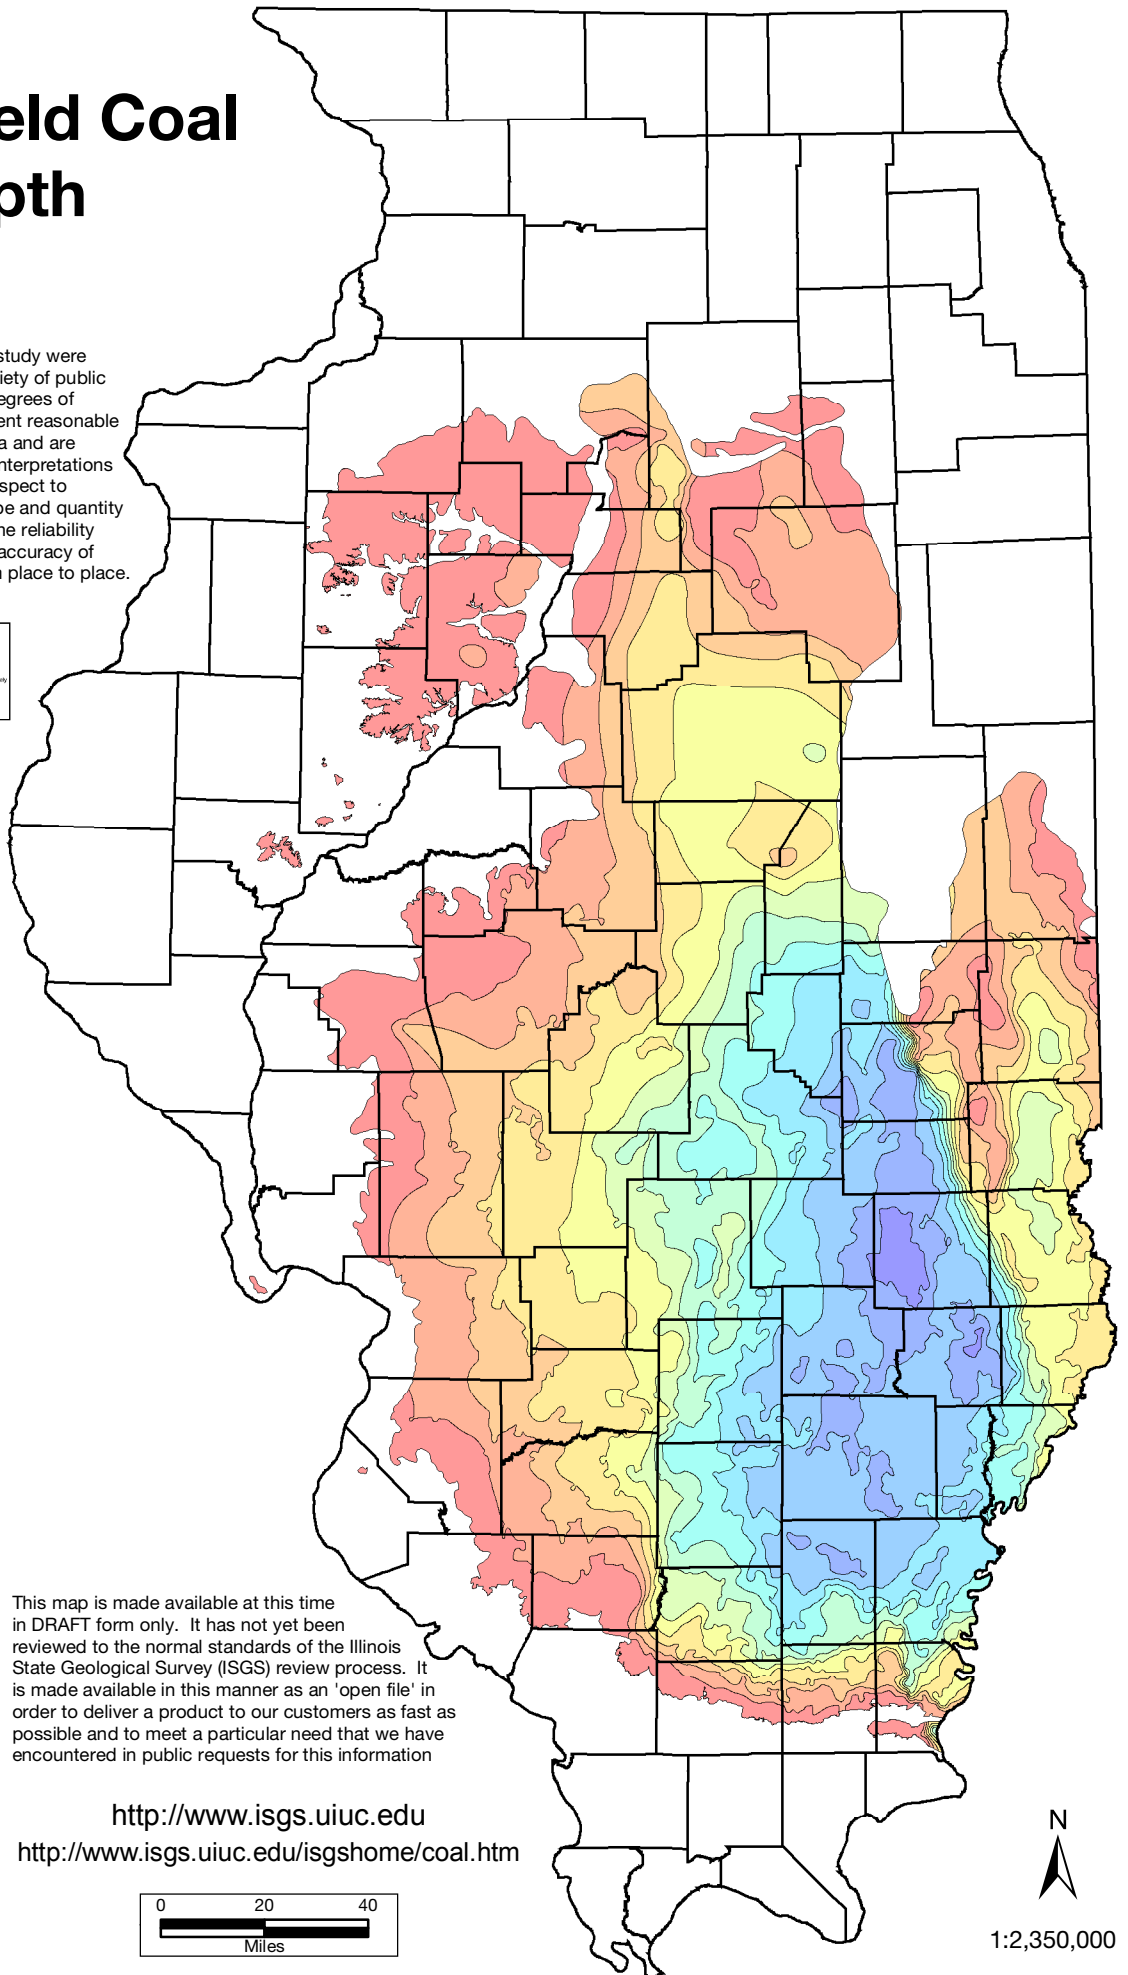 eld Coal
pth
study were
riety of public
egrees of
ent reasonable
a and are
nterpretations
spect to
pe and quantity
he reliability
accuracy of
n place to place.
This map is made available at this time
in DRAFT form only. It has not yet been
reviewed to the normal standards of the Illinois
State Geological Survey (ISGS) review process. It
is made available in this manner as an 'open file' in
order to deliver a product to our customers as fast as
possible and to meet a particular need that we have
encountered in public requests for this information
http://www.isgs.uiuc.edu
http://www.isgs.uiuc.edu/isgshome/coal.htm
0 20 40
Miles
N
1:2,350,000